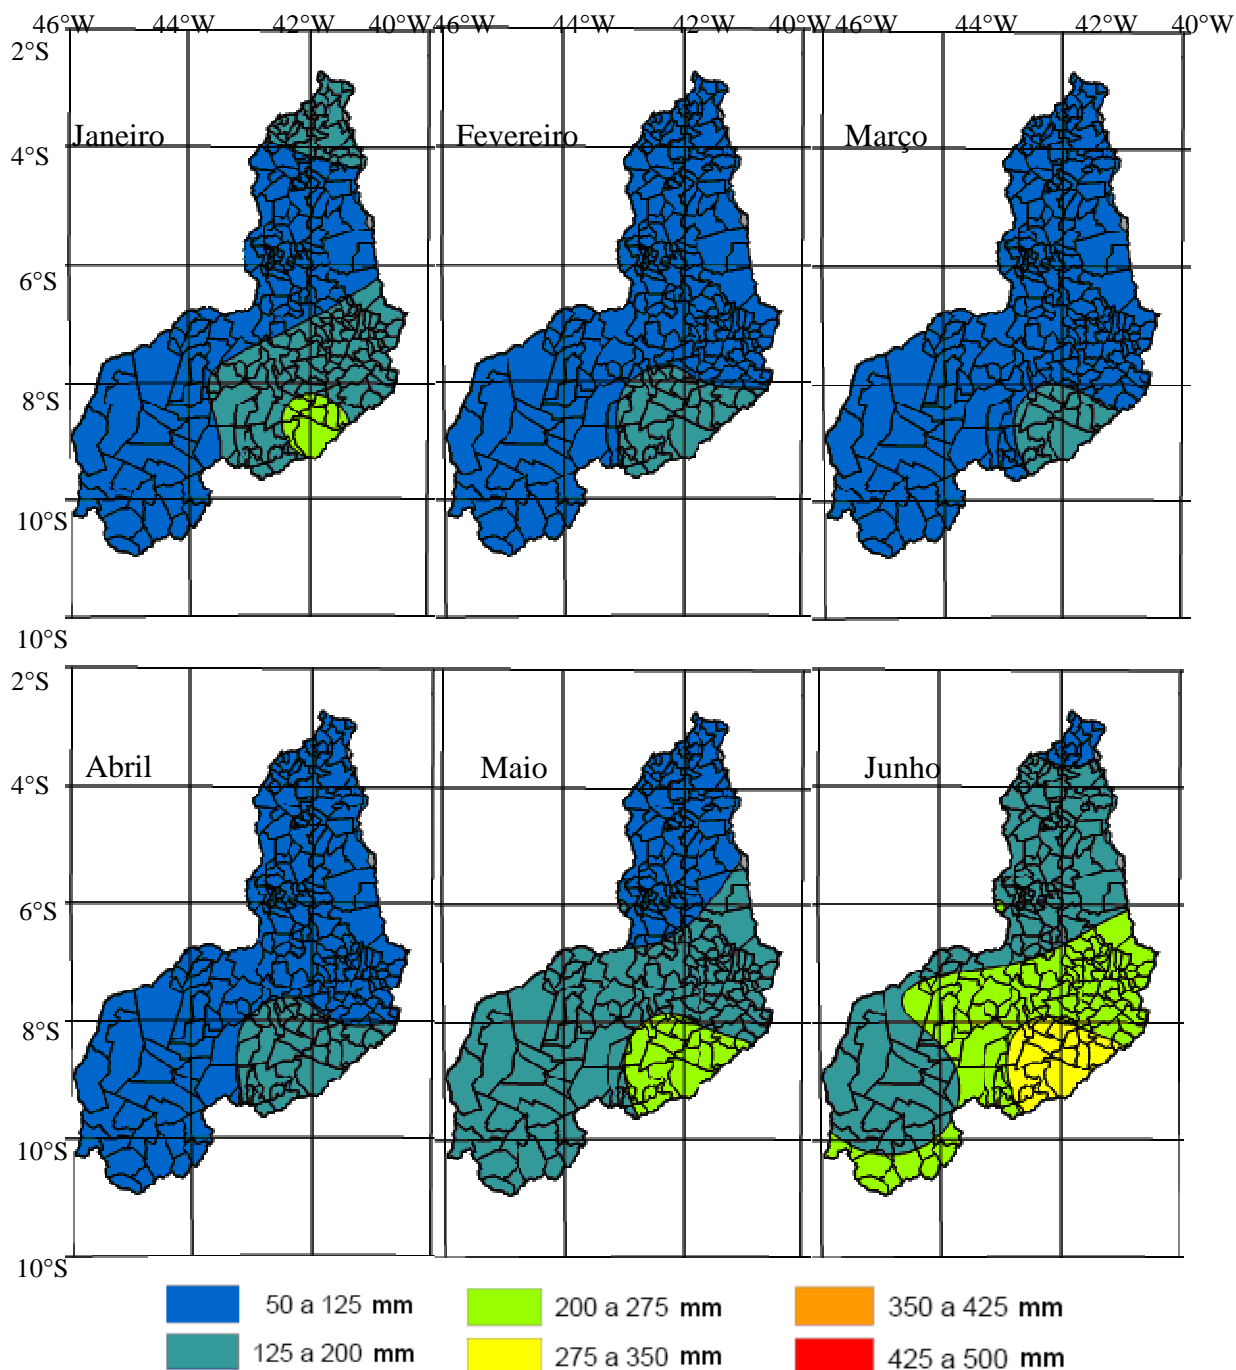 46°W 44°W 42°W 40°W 46°W 44°W 42°W 40°W 46°W 44°W 42°W 40°W
2°S
Janeiro Fevereiro Março
4°S
6°S
8°S
10°S
10°S
2°S
Abril Maio Junho
4°S
6°S
8°S
10°S
10°S
50 a 125 mm 200 a 275 mm 350 a 425 mm
125 a 200 mm 275 a 350 mm 425 a 500 mm